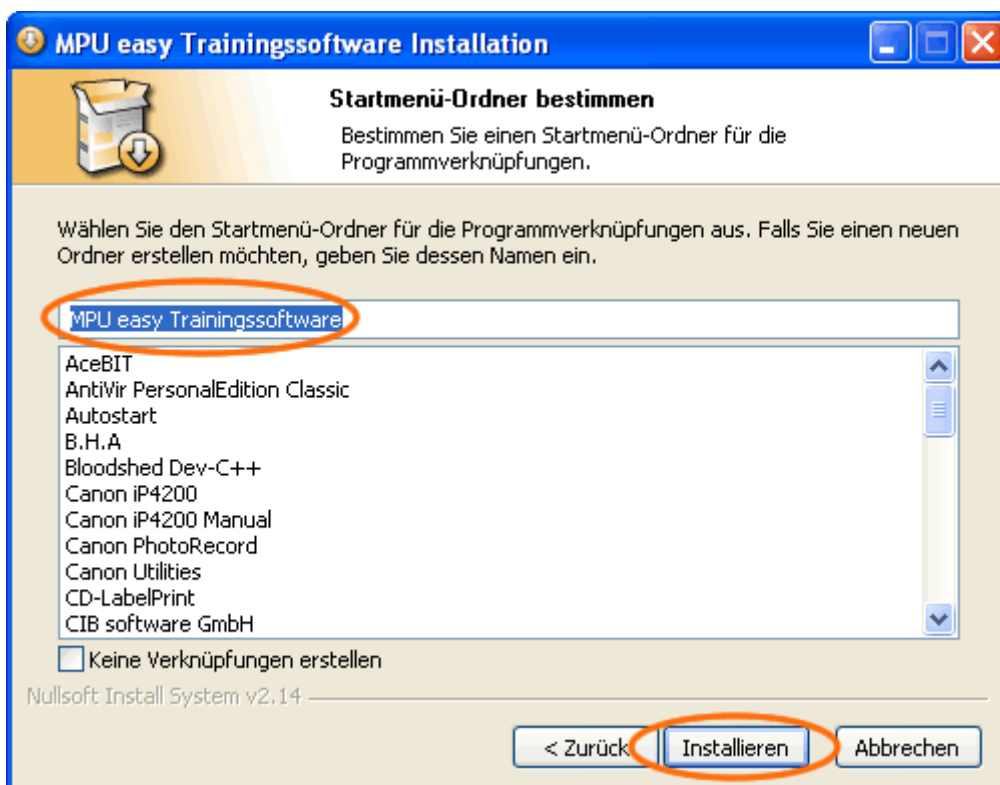 MPU easy Trainingssoftware Installation
Startmenü-Ordner bestimmen
Bestimmen Sie einen Startmenü-Ordner für die
Programmverknüpfungen.
Wählen Sie den Startmenü-Ordner für die Programmverknüpfungen aus. Falls Sie einen neuen
Ordner erstellen möchten, geben Sie dessen Namen ein.
MPU easy Trainingssoftware
AceBIT
AntiVir PersonalEdition Classic
Autostart
B.H.A
Bloodshed Dev-C++
Canon iP4200
Canon iP4200 Manual
Canon PhotoRecord
Canon Utilities
CD-LabelPrint
CIB software GmbH
Keine Verknüpfungen erstellen
Nullsoft Install System v2.14
< Zurück Installieren Abbrechen